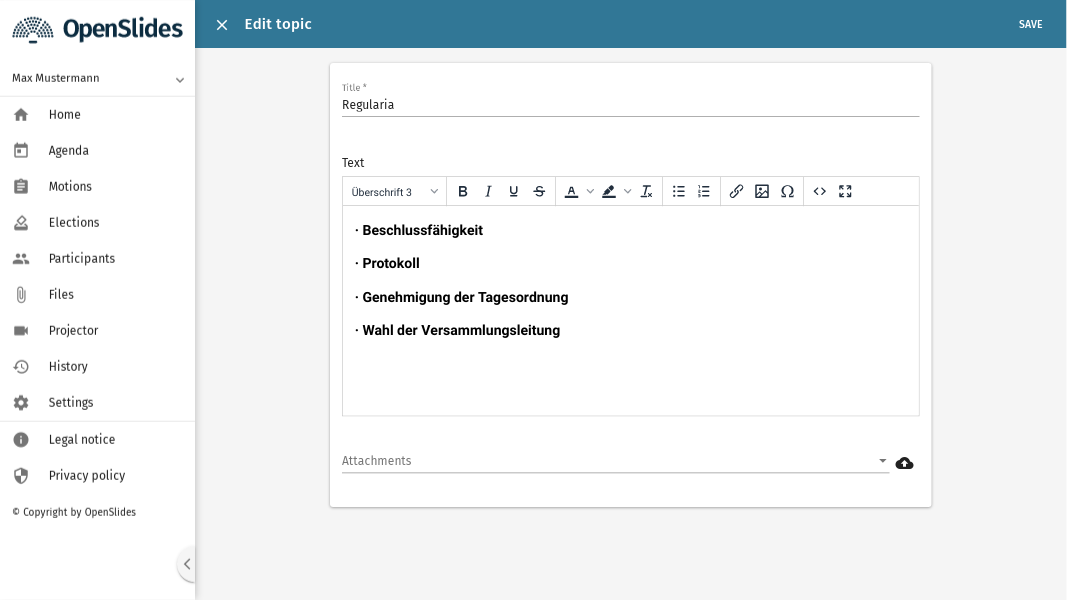 OpenSlides
Edit topic
SAVE
Max Mustermann
Home
Agenda
Motions
Elections
Participants
Files
Projector
History
Settings
Legal notice
Privacy policy
© Copyright by OpenSlides
Title *
Regularia
Text
Überschrift 3
B I U S A Ω <>
· Beschlussfähigkeit
· Protokoll
· Genehmigung der Tagesordnung
· Wahl der Versammlungsleitung
Attachments